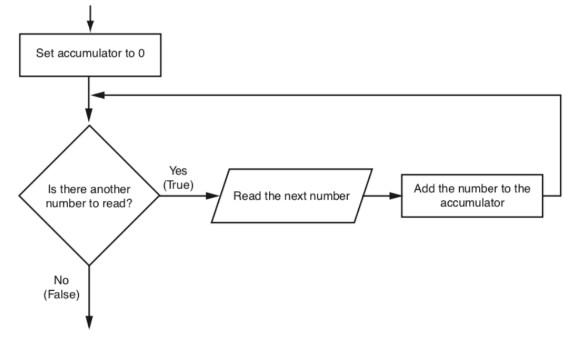 Set accumulator to 0
Is there another
number to read?
Yes
(True)
Read the next number
Add the number to the
accumulator
No
(False)